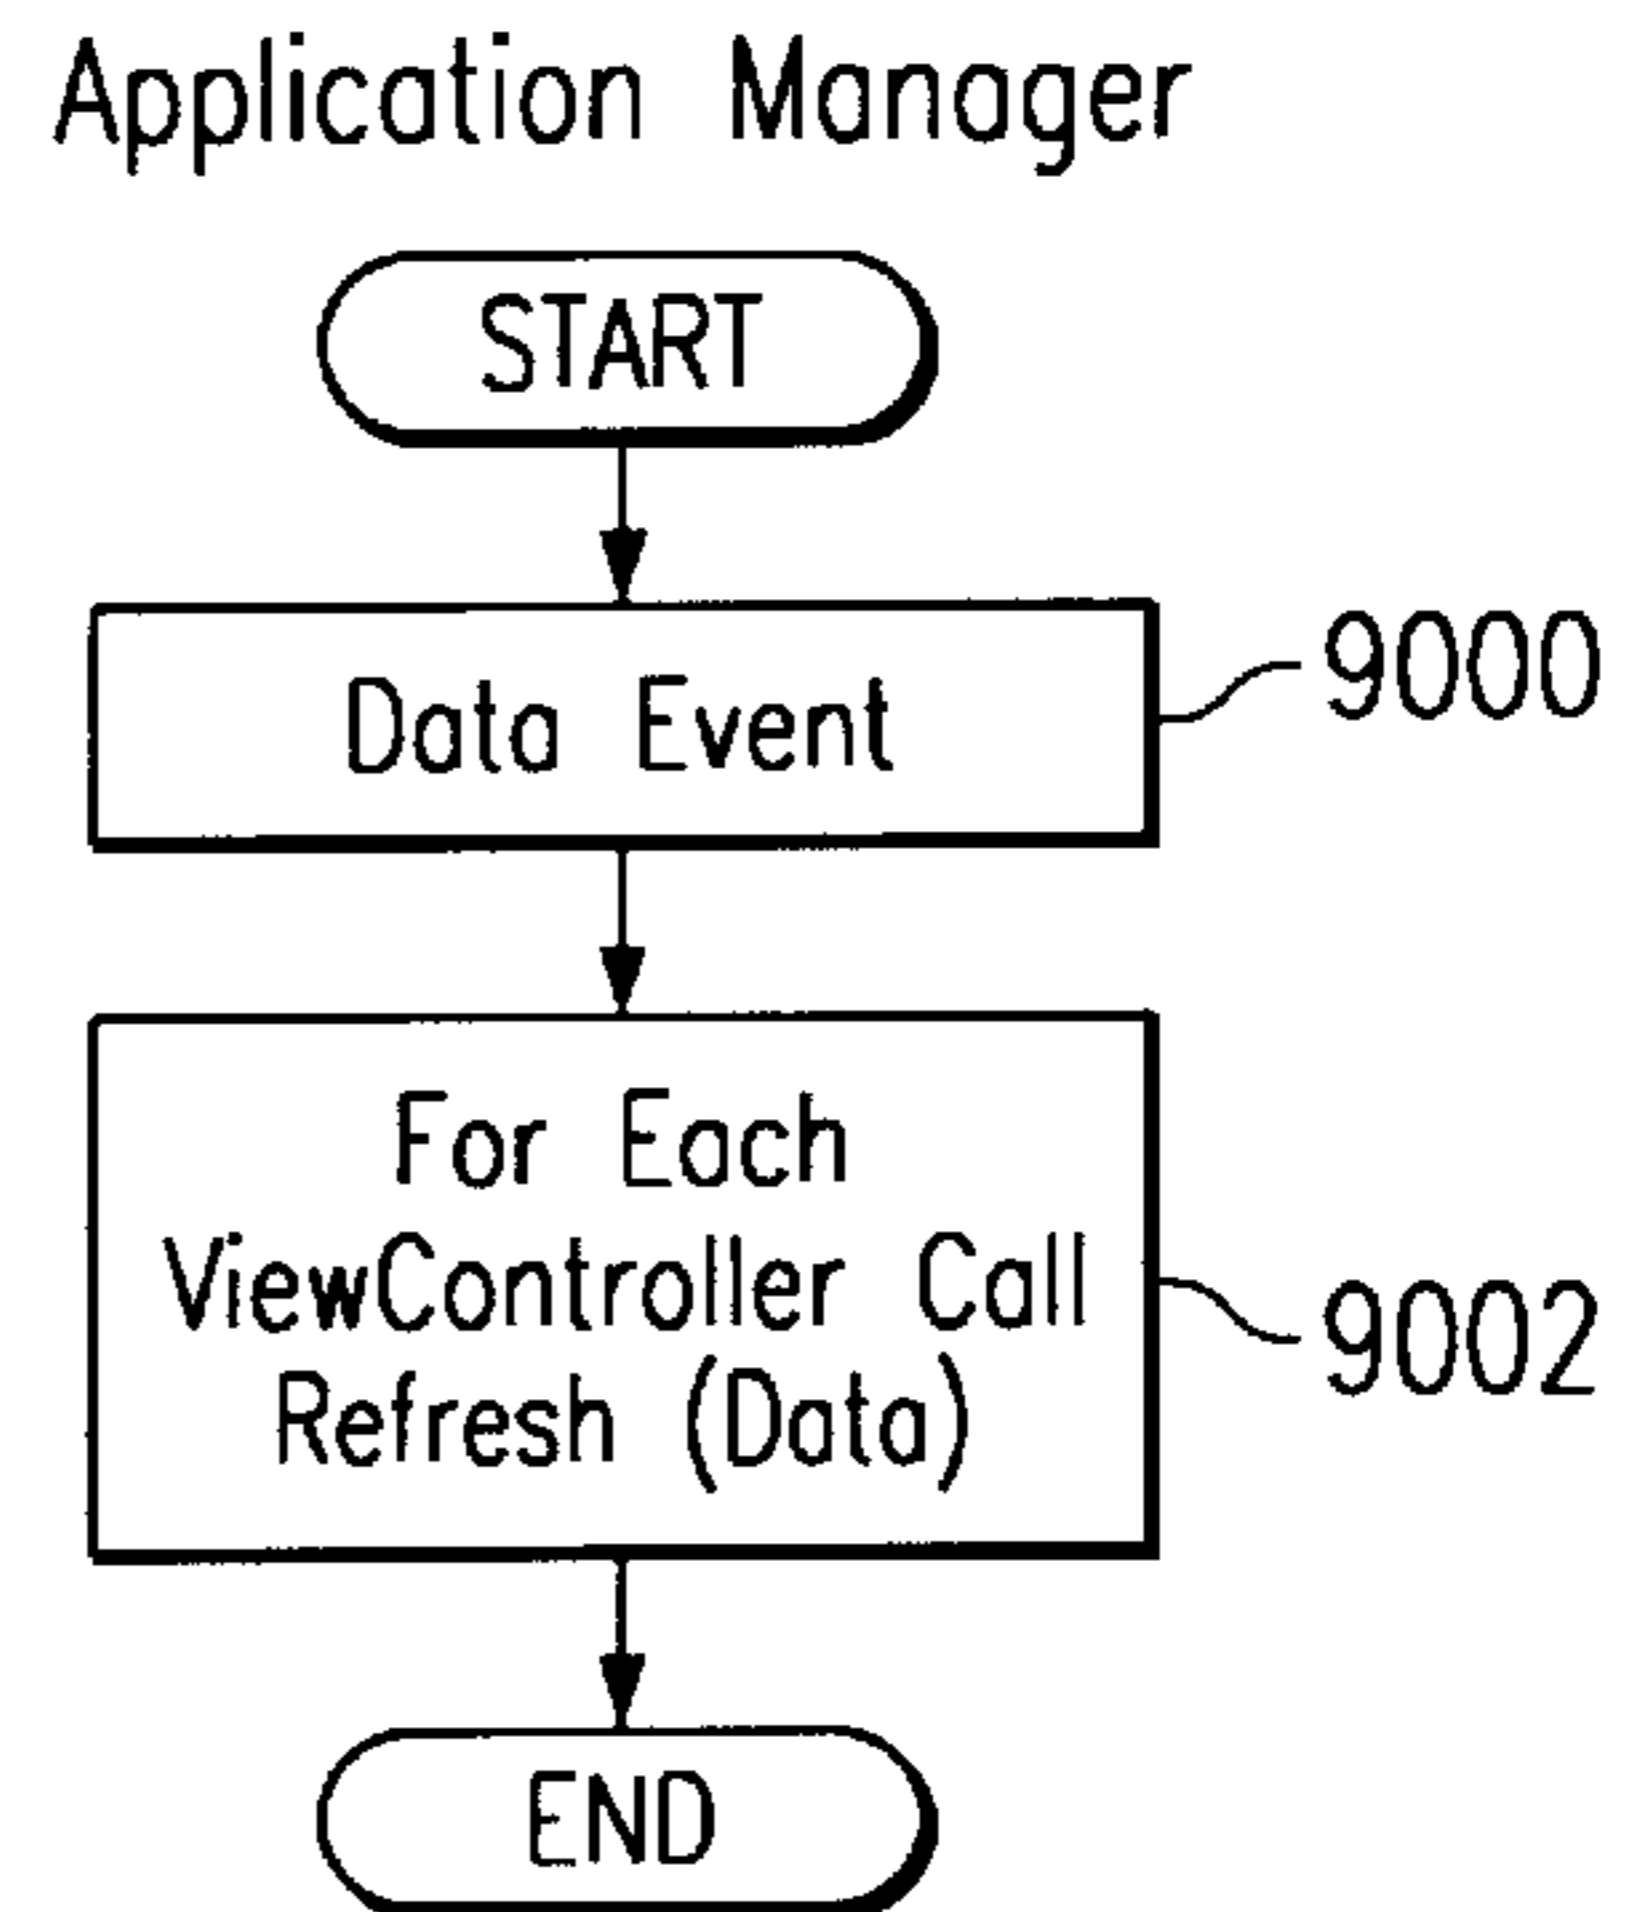 Application Manager
START
Data Event
9000
For Each
ViewController Call
Refresh (Data)
9002
END